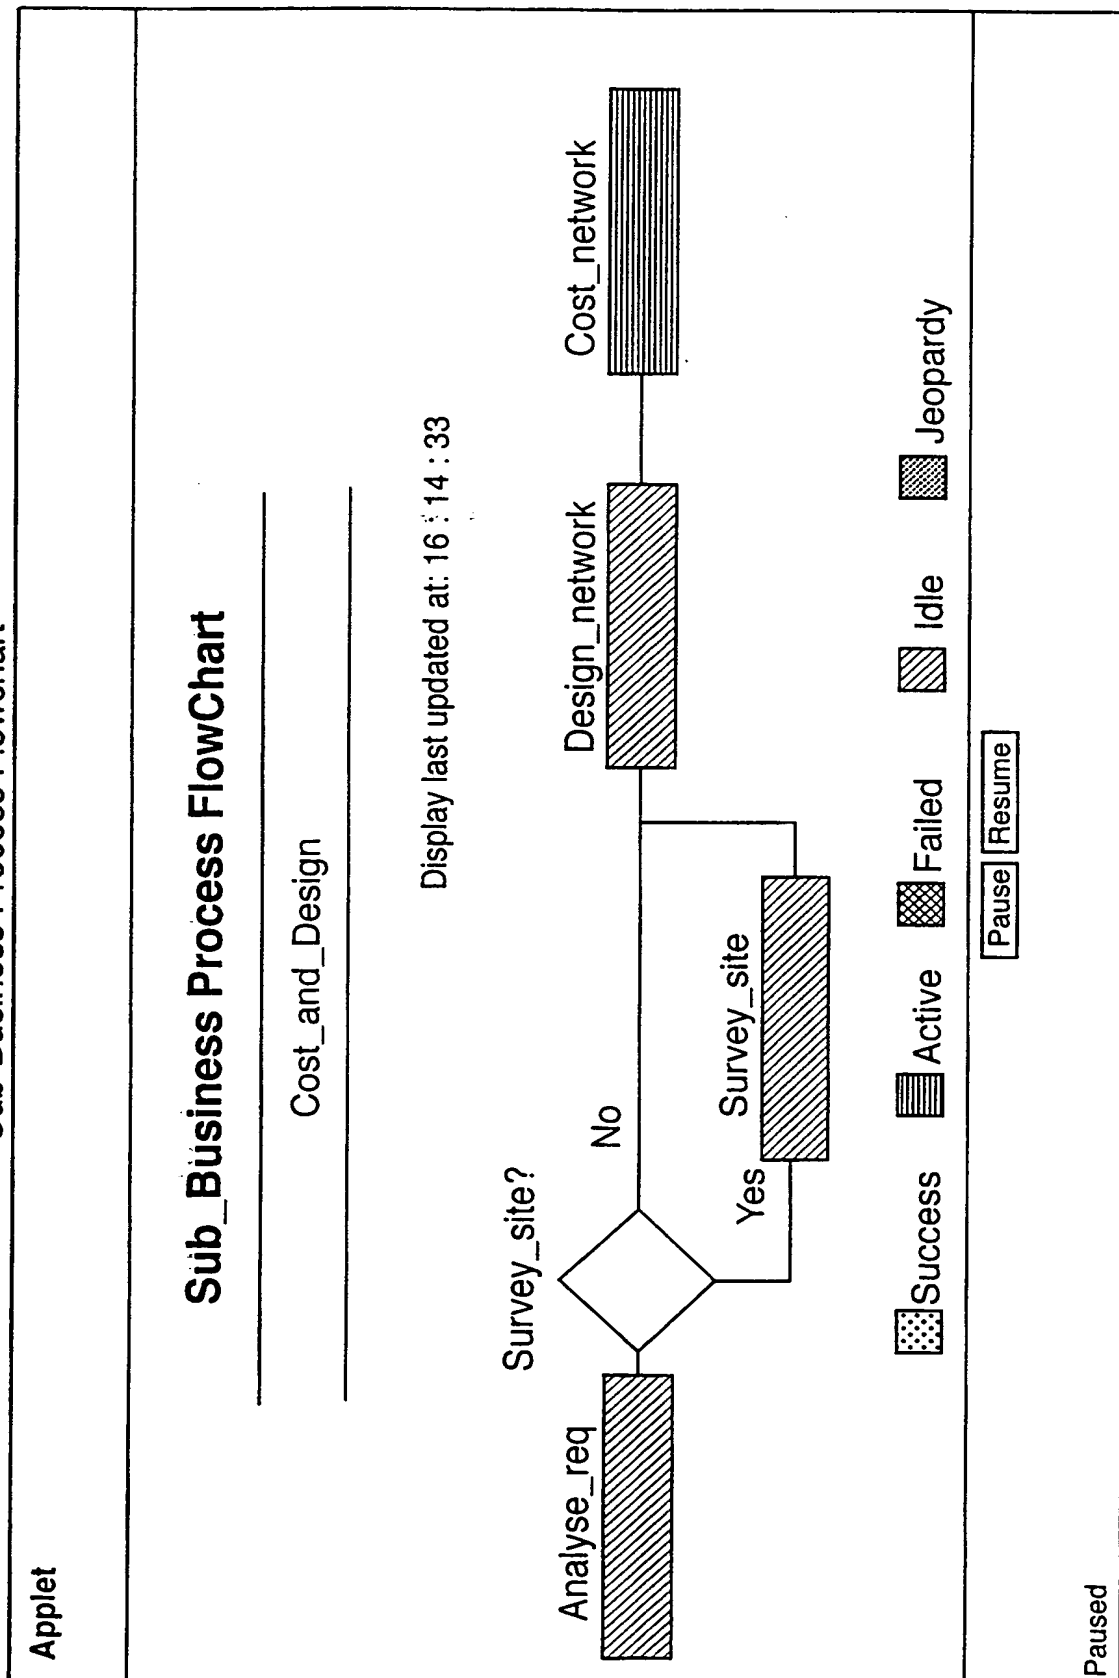 Applet
Sub_Business Process FlowChart
Cost_and_Design
Display last updated at: 16 : 14 : 33
Survey_site?
Analyse_req
No
Design_network
Cost_network
Yes
Survey_site
Success
Active
Failed
Idle
Jeopardy
Pause
Resume
Paused